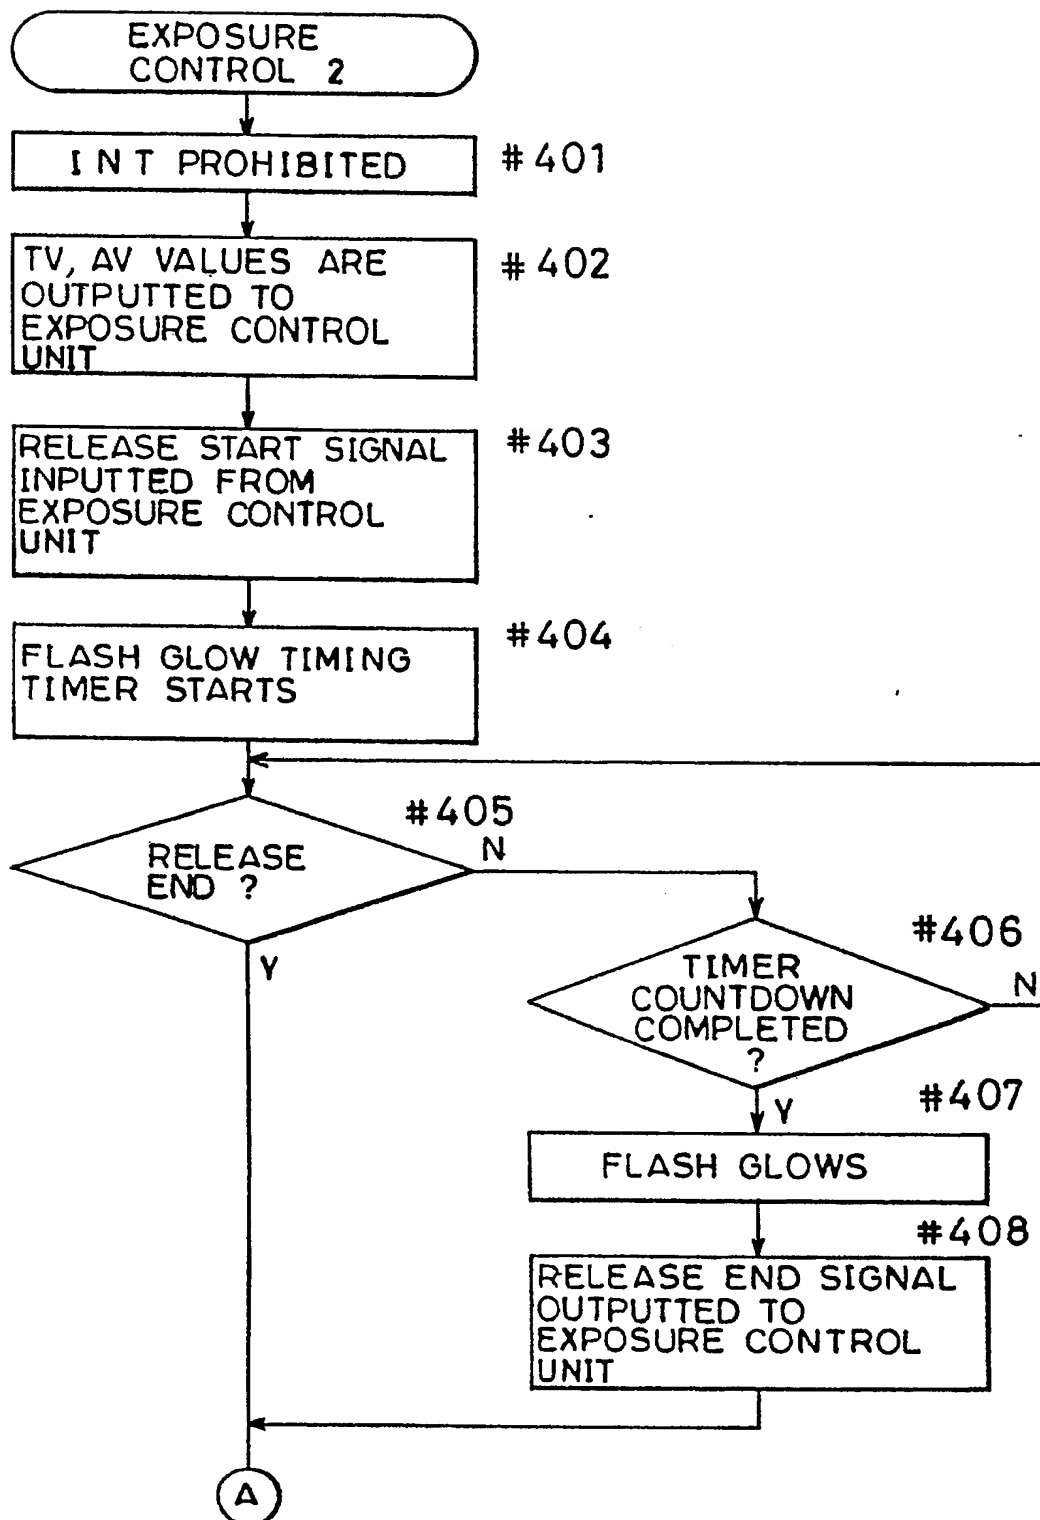 EXPOSURE
CONTROL 2
INT PROHIBITED
#401
TV, AV VALUES ARE
OUTPUTTED TO
EXPOSURE CONTROL
UNIT
#402
RELEASE START SIGNAL
INPUTTED FROM
EXPOSURE CONTROL
UNIT
#403
FLASH GLOW TIMING
TIMER STARTS
#404
#405
RELEASE
END ?
N
Y
#406
TIMER
COUNTDOWN
COMPLETED
?
N
Y
#407
FLASH GLOWS
#408
RELEASE END SIGNAL
OUTPUTTED TO
EXPOSURE CONTROL
UNIT
A